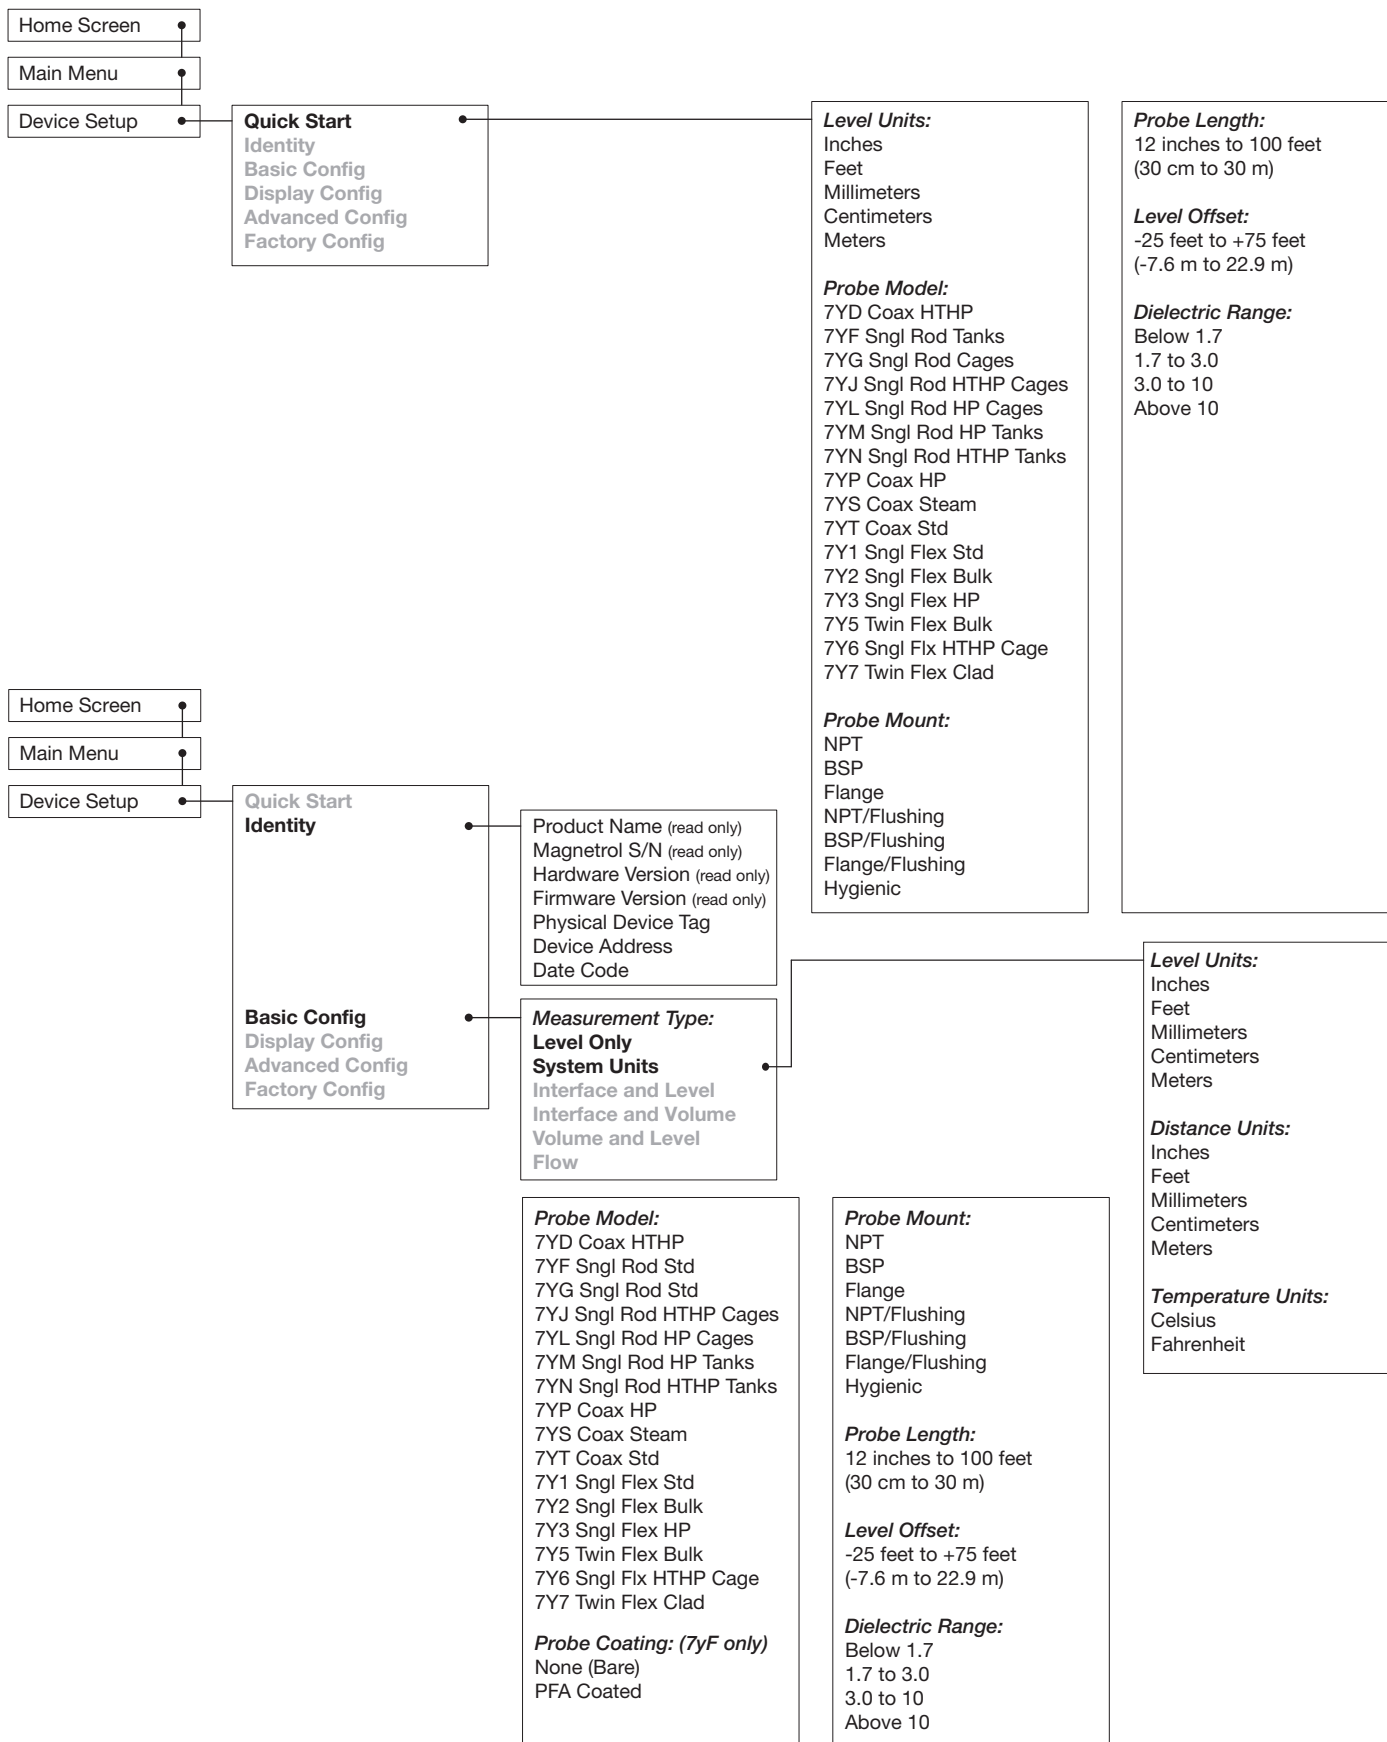 Home Screen
Main Menu
Device Setup
Quick Start
Identity
Basic Config
Display Config
Advanced Config
Factory Config
Level Units:
Inches
Feet
Millimeters
Centimeters
Meters
Probe Model:
7YD Coax HTHP
7YF Sngl Rod Tanks
7YG Sngl Rod Cages
7YJ Sngl Rod HTHP Cages
7YL Sngl Rod HP Cages
7YM Sngl Rod HP Tanks
7YN Sngl Rod HTHP Tanks
7YP Coax HP
7YS Coax Steam
7YT Coax Std
7Y1 Sngl Flex Std
7Y2 Sngl Flex Bulk
7Y3 Sngl Flex HP
7Y5 Twin Flex Bulk
7Y6 Sngl Flx HTHP Cage
7Y7 Twin Flex Clad
Probe Mount:
NPT
BSP
Flange
NPT/Flushing
BSP/Flushing
Flange/Flushing
Hygienic
Probe Length:
12 inches to 100 feet
(30 cm to 30 m)
Level Offset:
-25 feet to +75 feet
(-7.6 m to 22.9 m)
Dielectric Range:
Below 1.7
1.7 to 3.0
3.0 to 10
Above 10
Home Screen
Main Menu
Device Setup
Quick Start
Identity
Basic Config
Display Config
Advanced Config
Factory Config
Product Name (read only)
Magnetrol S/N (read only)
Hardware Version (read only)
Firmware Version (read only)
Physical Device Tag
Device Address
Date Code
Measurement Type:
Level Only
System Units
Interface and Level
Interface and Volume
Volume and Level
Flow
Level Units:
Inches
Feet
Millimeters
Centimeters
Meters
Distance Units:
Inches
Feet
Millimeters
Centimeters
Meters
Temperature Units:
Celsius
Fahrenheit
Probe Model:
7YD Coax HTHP
7YF Sngl Rod Std
7YG Sngl Rod Std
7YJ Sngl Rod HTHP Cages
7YL Sngl Rod HP Cages
7YM Sngl Rod HP Tanks
7YN Sngl Rod HTHP Tanks
7YP Coax HP
7YS Coax Steam
7YT Coax Std
7Y1 Sngl Flex Std
7Y2 Sngl Flex Bulk
7Y3 Sngl Flex HP
7Y5 Twin Flex Bulk
7Y6 Sngl Flx HTHP Cage
7Y7 Twin Flex Clad
Probe Coating: (7yF only)
None (Bare)
PFA Coated
Probe Mount:
NPT
BSP
Flange
NPT/Flushing
BSP/Flushing
Flange/Flushing
Hygienic
Probe Length:
12 inches to 100 feet
(30 cm to 30 m)
Level Offset:
-25 feet to +75 feet
(-7.6 m to 22.9 m)
Dielectric Range:
Below 1.7
1.7 to 3.0
3.0 to 10
Above 10